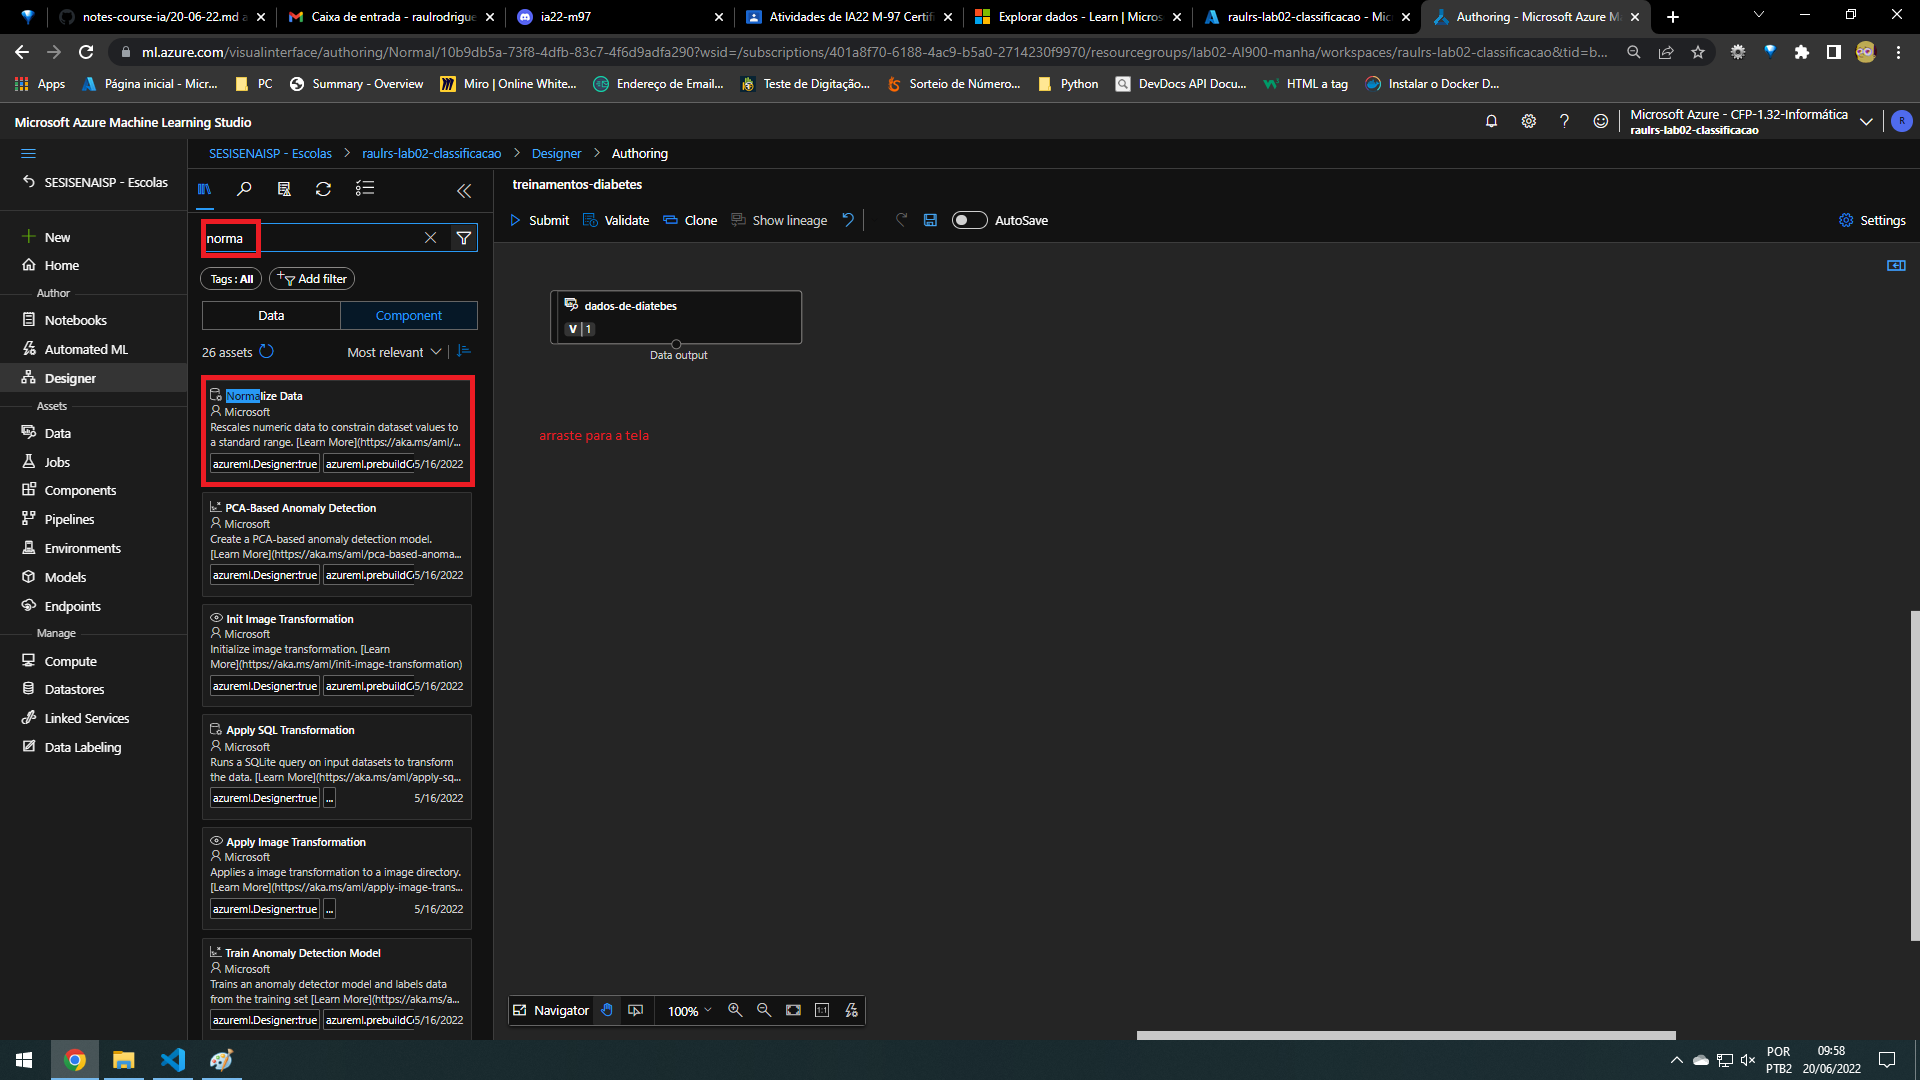 notes-course-ia/20-06-22.md a
Caixa de entrada - raulrodrigue
ia22-m97
Atividades de IA22 M-97 Certifi
Explorar dados - Learn | Micros
raulrs-lab02-classificacao - Mic
Authoring - Microsoft Azure M
ml.azure.com/visualinterface/authoring/Normal/10b9db5a-73f8-4dfb-83c7-4f6d9adfa290?wsid=/subscriptions/401a8f70-6188-4ac9-b5a0-2714230f9970/resourcegroups/lab02-AI900-manha/workspaces/raulrs-lab02-classificacao&tid=b...
Apps
Página inicial - Micr...
PC
Summary - Overview
Miro | Online White...
Endereço de Email...
Teste de Digitação...
Sorteio de Número...
Python
DevDocs API Docu...
HTML a tag
Instalar o Docker D...
Microsoft Azure Machine Learning Studio
Microsoft Azure - CFP-1.32-Informática
raulrs-lab02-classificacao
R
SESISENAISP - Escolas
New
Home
Author
Notebooks
Automated ML
Designer
Assets
Data
Jobs
Components
Pipelines
Environments
Models
Endpoints
Manage
Compute
Datastores
Linked Services
Data Labeling
SESISENAISP - Escolas > raulrs-lab02-classificacao > Designer > Authoring
norma
Tags : All
Add filter
Data
Component
26 assets
Most relevant
Normalize Data
Microsoft
Rescales numeric data to constrain dataset values to
a standard range. [Learn More](https://aka.ms/aml/...
azureml.Designer:true azureml.prebuildC 5/16/2022
PCA-Based Anomaly Detection
Microsoft
Create a PCA-based anomaly detection model.
[Learn More](https://aka.ms/aml/pca-based-anoma...
azureml.Designer:true azureml.prebuildC 5/16/2022
Init Image Transformation
Microsoft
Initialize image transformation. [Learn
More](https://aka.ms/aml/init-image-transformation)
azureml.Designer:true azureml.prebuildC 5/16/2022
Apply SQL Transformation
Microsoft
Runs a SQLite query on input datasets to transform
the data. [Learn More](https://aka.ms/aml/apply-sq...
azureml.Designer:true ... 5/16/2022
Apply Image Transformation
Microsoft
Applies a image transformation to a image directory.
[Learn More](https://aka.ms/aml/apply-image-trans...
azureml.Designer:true ... 5/16/2022
Train Anomaly Detection Model
Microsoft
Trains an anomaly detector model and labels data
from the training set [Learn More](https://aka.ms/a...
azureml.Designer:true azureml.prebuildC 5/16/2022
treinamentos-diabetes
Submit
Validate
Clone
Show lineage
AutoSave
Settings
dados-de-diatebes
V | 1
Data output
arraste para a tela
Navigator
100%
1:1
POR
PTB2
09:58
20/06/2022